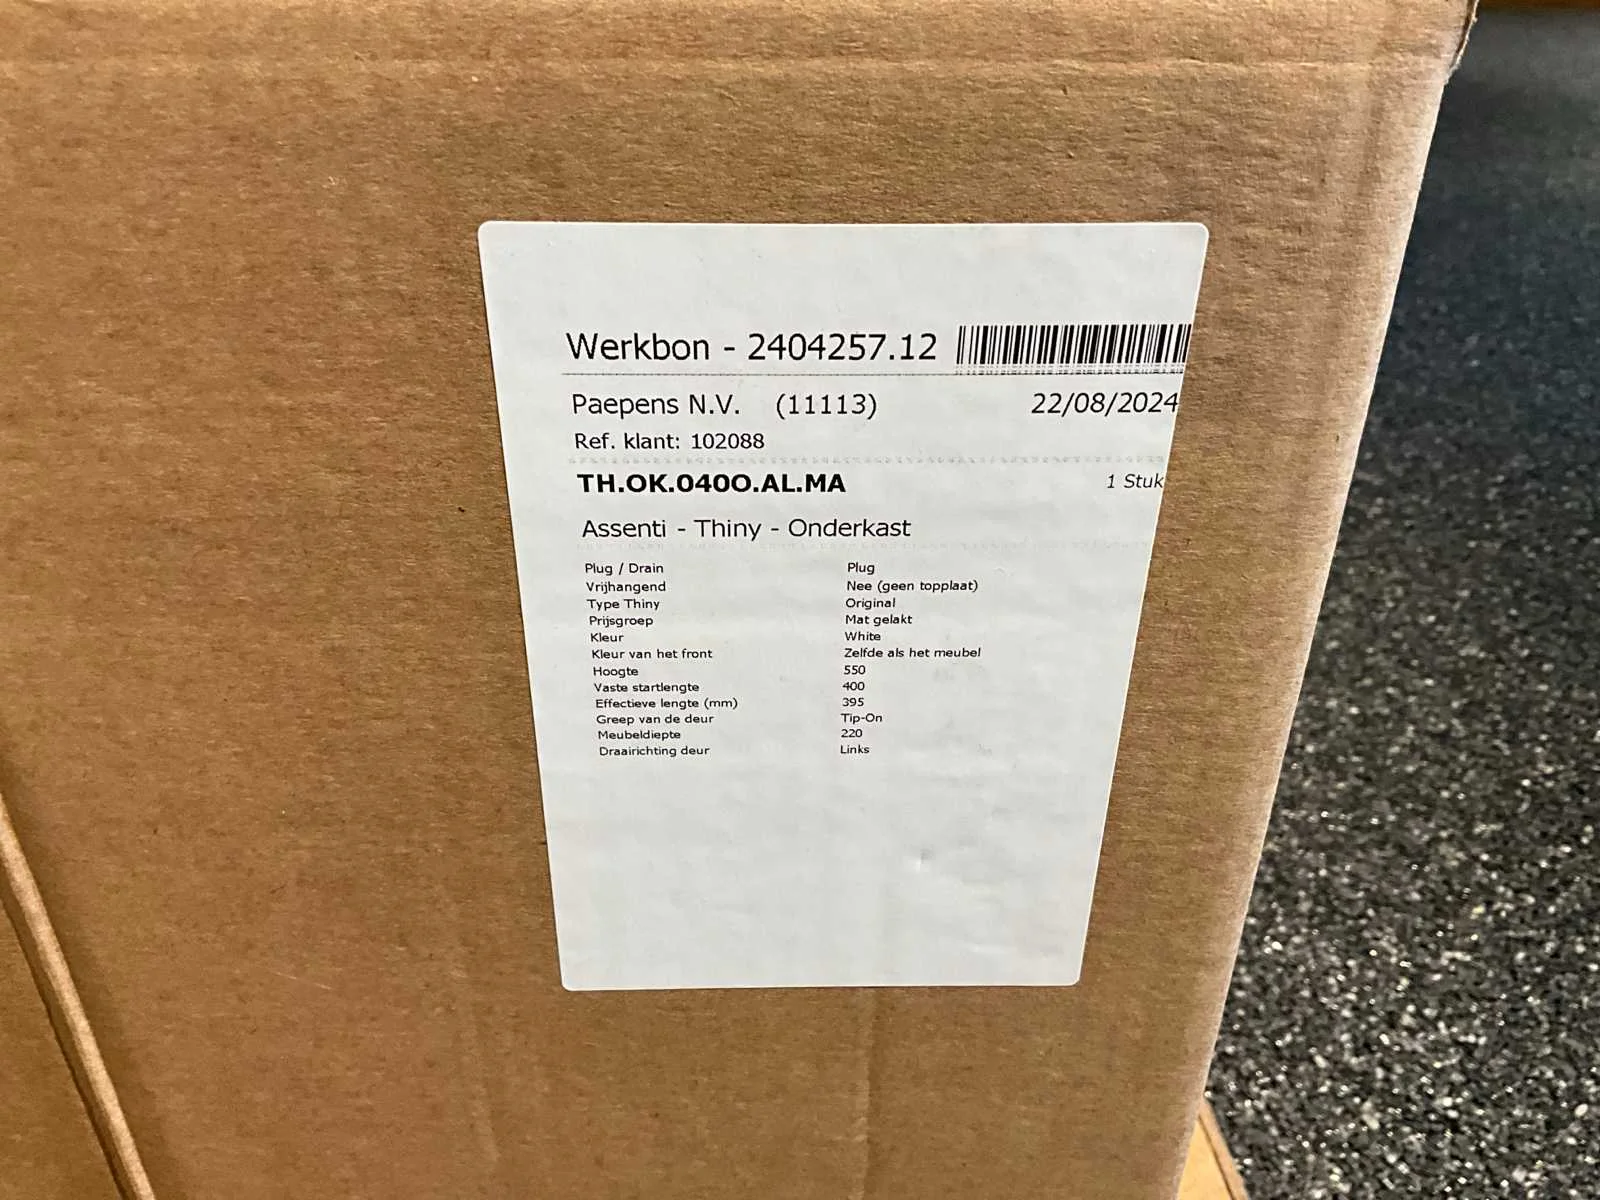 Werkbon - 2404257.12
Paepens N.V. (11113) 22/08/2024
Ref. klant: 102088
TH.OK.040O.AL.MA 1 Stuk
Assenti - Thiny - Onderkast
Plug / Drain Plug
Vrijhangend Nee (geen topplaat)
Type Thiny Original
Prijsgroep Mat gelakt
Kleur White
Kleur van het front Zelfde als het meubel
Hoogte 550
Vaste startlengte 400
Effectieve lengte (mm) 395
Greep van de deur Tip-On
Meubeldiepte 220
Draairichting deur Links